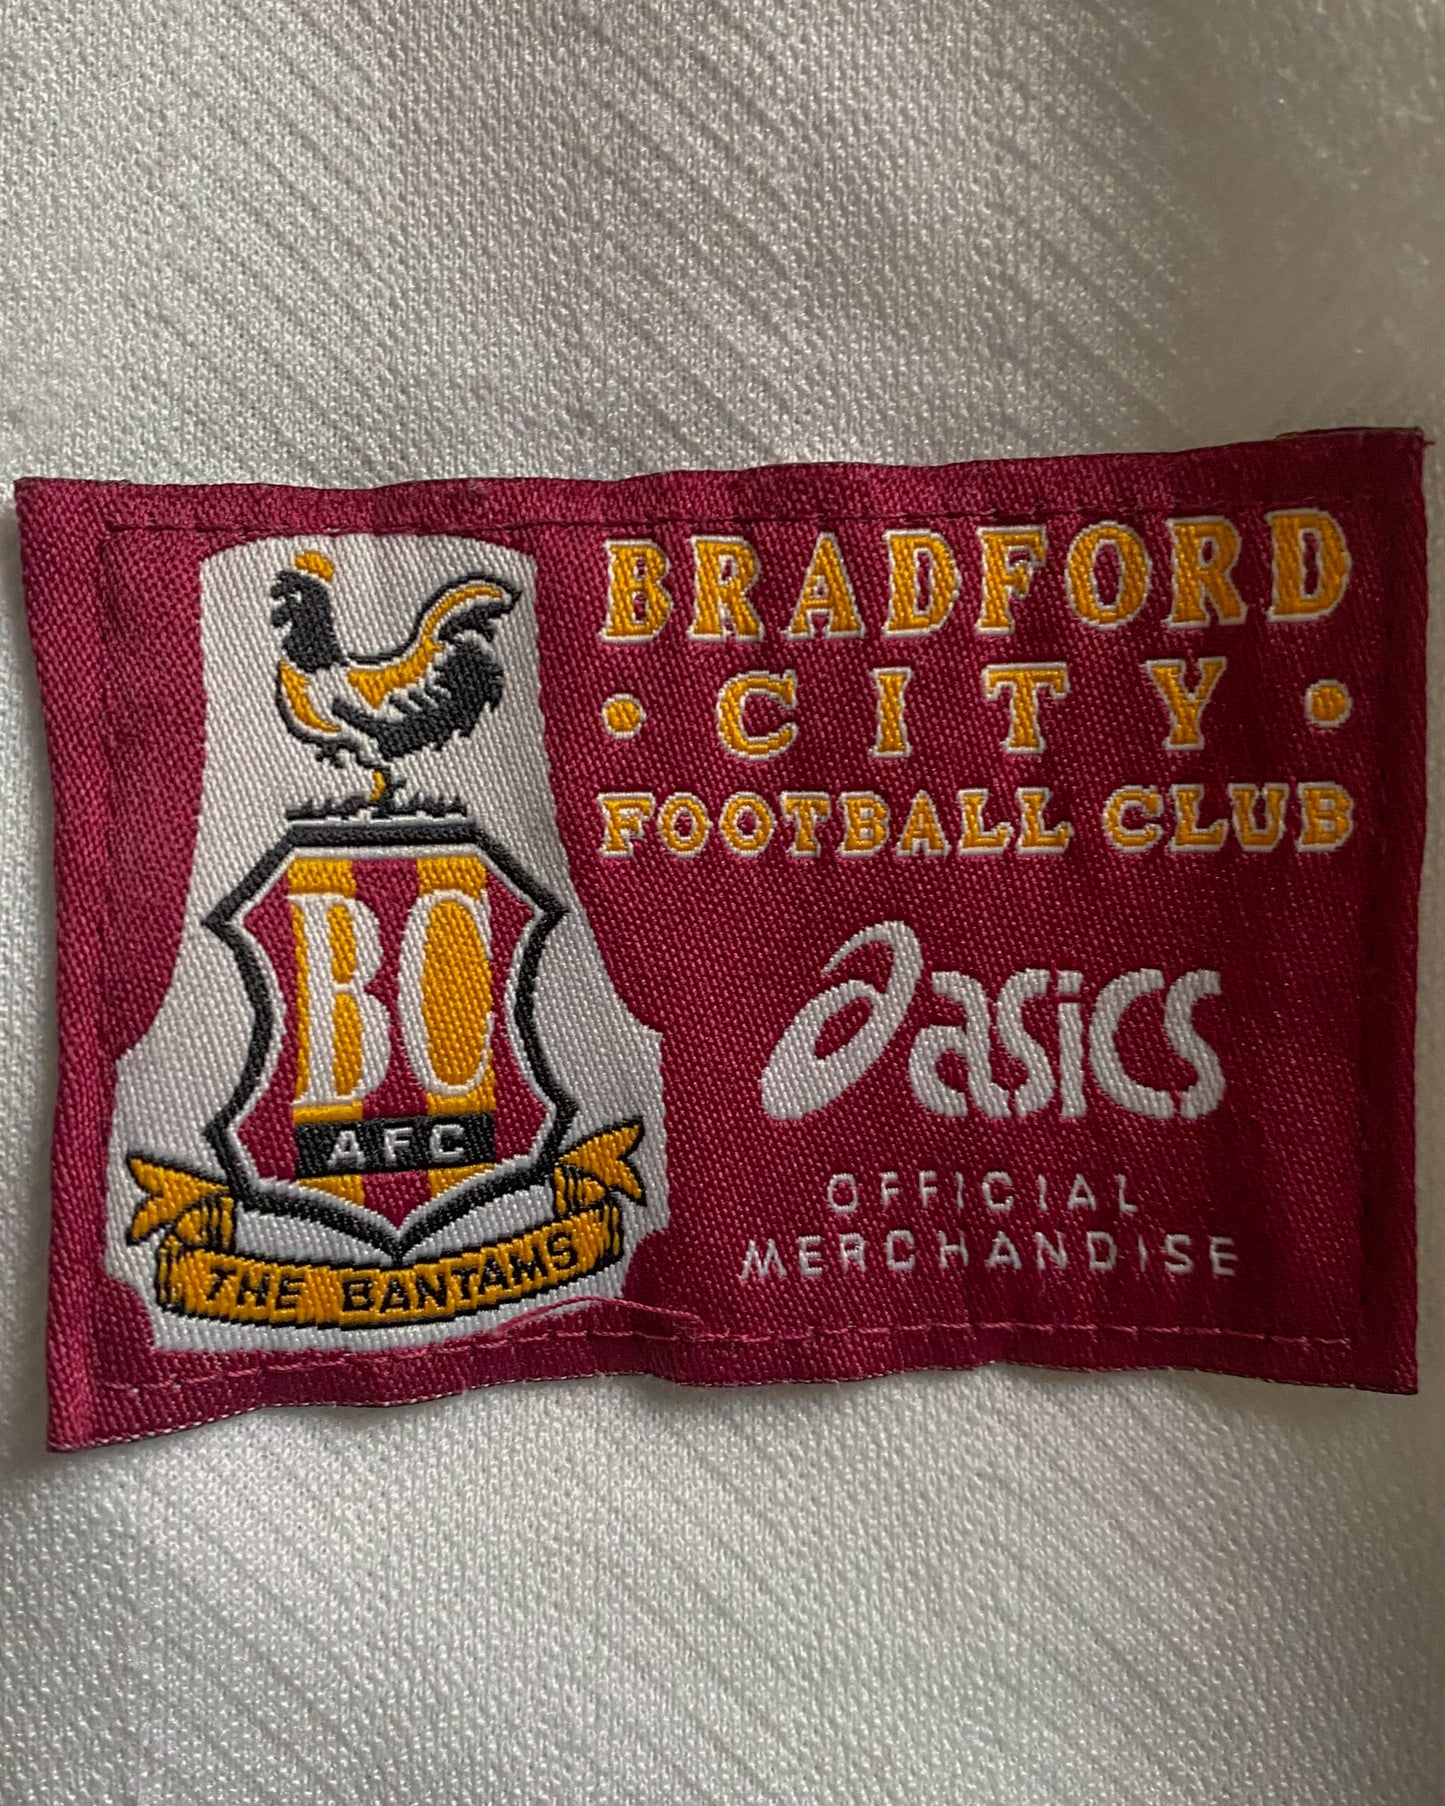 BRADFORD
• CITY •
FOOTBALL CLUB
asics
OFFICIAL
MERCHANDISE
BC
AFC
THE BANTAMS